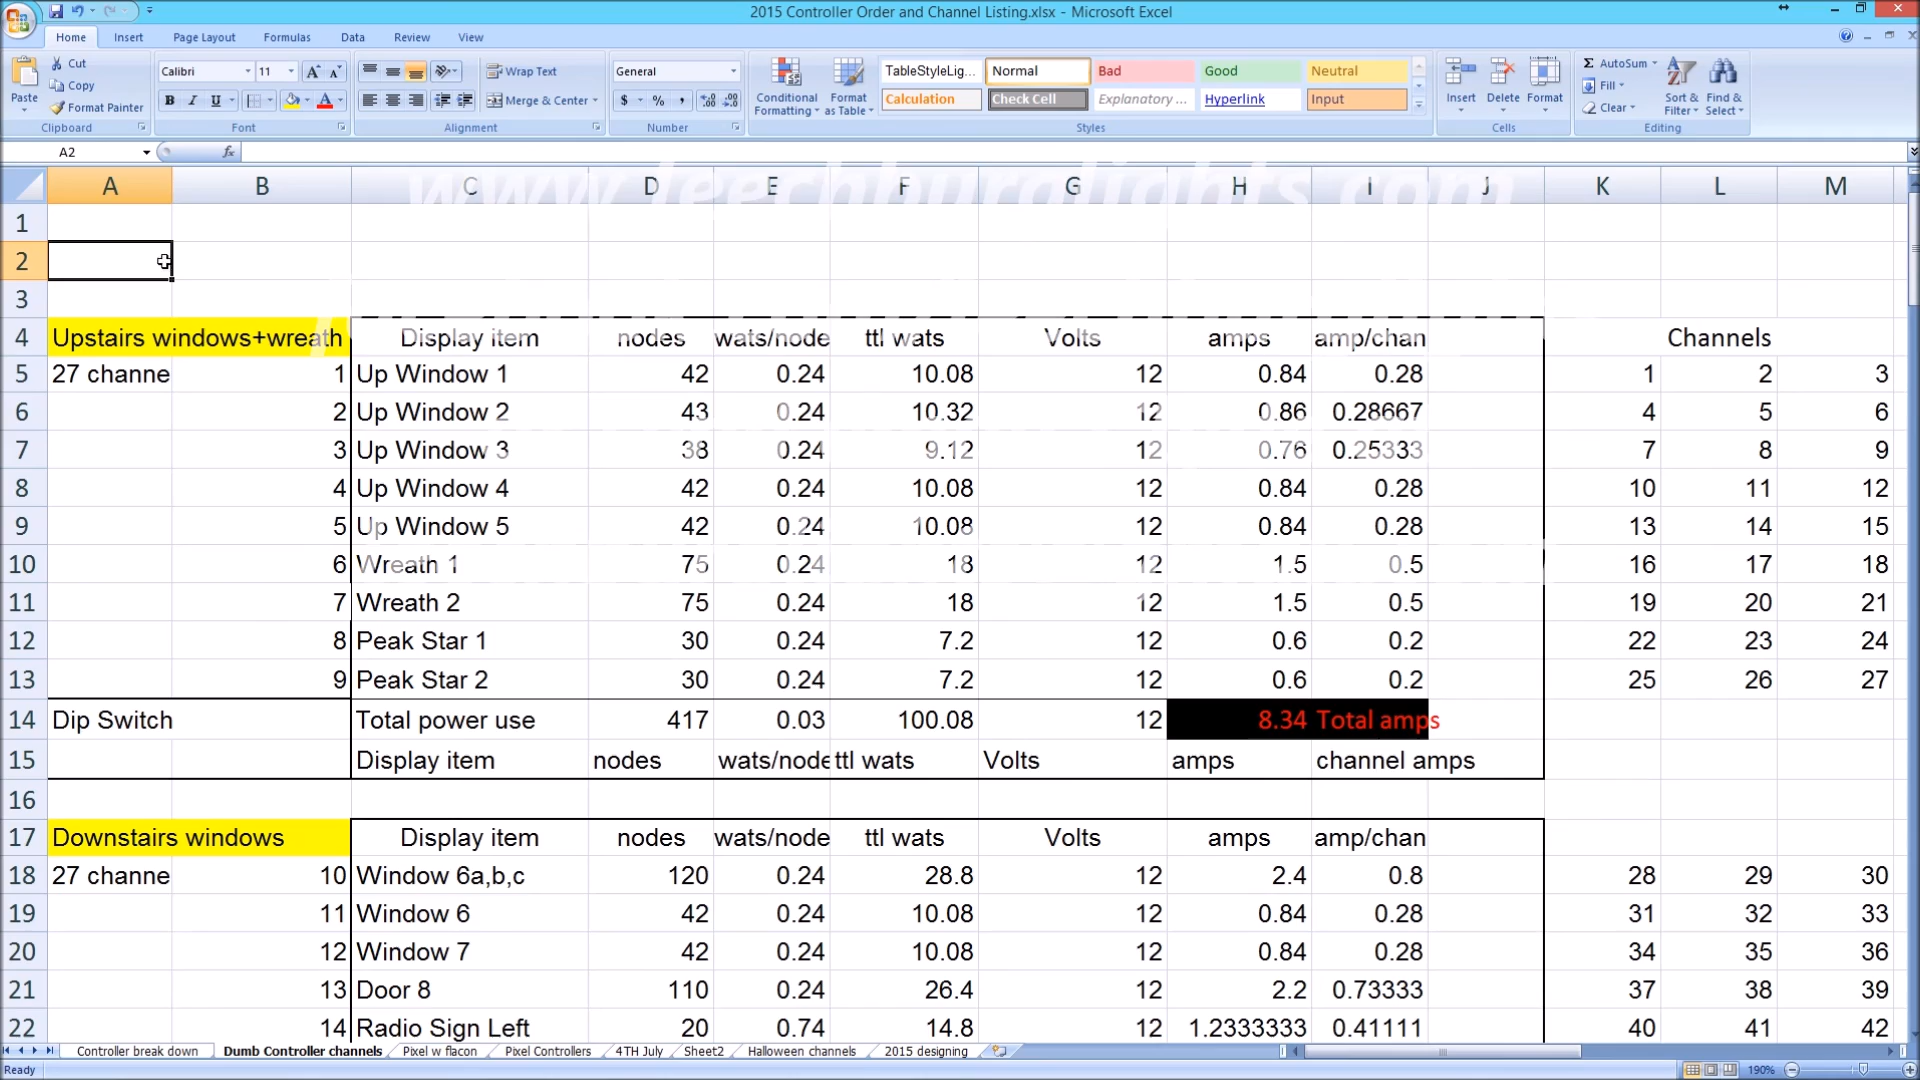 2015 Controller Order and Channel Listing.xlsx - Microsoft Excel
Home Insert Page Layout Formulas Data Review View
Paste Cut Copy Format Painter Clipboard
Calibri 11 A A B I U A Font
Wrap Text Merge & Center Alignment
General $ % , Number
Conditional Formatting Format as Table
TableStyleLig... Normal Bad Good Neutral
Calculation Check Cell Explanatory ... Hyperlink Input
Styles
Insert Delete Format Cells
Σ AutoSum Fill Clear Sort & Filter Find & Select Editing
A2 fx
www.leechburglights.com
A B C D E F G H I J K L M
1
2
3
4 Upstairs windows+wreath Display item nodes wats/node ttl wats Volts amps amp/chan Channels
5 27 channe 1 Up Window 1 42 0.24 10.08 12 0.84 0.28 1 2 3
6 2 Up Window 2 43 0.24 10.32 12 0.86 0.28667 4 5 6
7 3 Up Window 3 38 0.24 9.12 12 0.76 0.25333 7 8 9
8 4 Up Window 4 42 0.24 10.08 12 0.84 0.28 10 11 12
9 5 Up Window 5 42 0.24 10.08 12 0.84 0.28 13 14 15
10 6 Wreath 1 75 0.24 18 12 1.5 0.5 16 17 18
11 7 Wreath 2 75 0.24 18 12 1.5 0.5 19 20 21
12 8 Peak Star 1 30 0.24 7.2 12 0.6 0.2 22 23 24
13 9 Peak Star 2 30 0.24 7.2 12 0.6 0.2 25 26 27
14 Dip Switch Total power use 417 0.03 100.08 12 8.34 Total amps
15 Display item nodes wats/node ttl wats Volts amps channel amps
16
17 Downstairs windows Display item nodes wats/node ttl wats Volts amps amp/chan
18 27 channe 10 Window 6a,b,c 120 0.24 28.8 12 2.4 0.8 28 29 30
19 11 Window 6 42 0.24 10.08 12 0.84 0.28 31 32 33
20 12 Window 7 42 0.24 10.08 12 0.84 0.28 34 35 36
21 13 Door 8 110 0.24 26.4 12 2.2 0.73333 37 38 39
22 14 Radio Sign Left 20 0.74 14.8 12 1.2333333 0.41111 40 41 42
Controller break down Dumb Controller channels Pixel w flacon Pixel Controllers 4TH July Sheet2 Halloween channels 2015 designing
Ready 190%